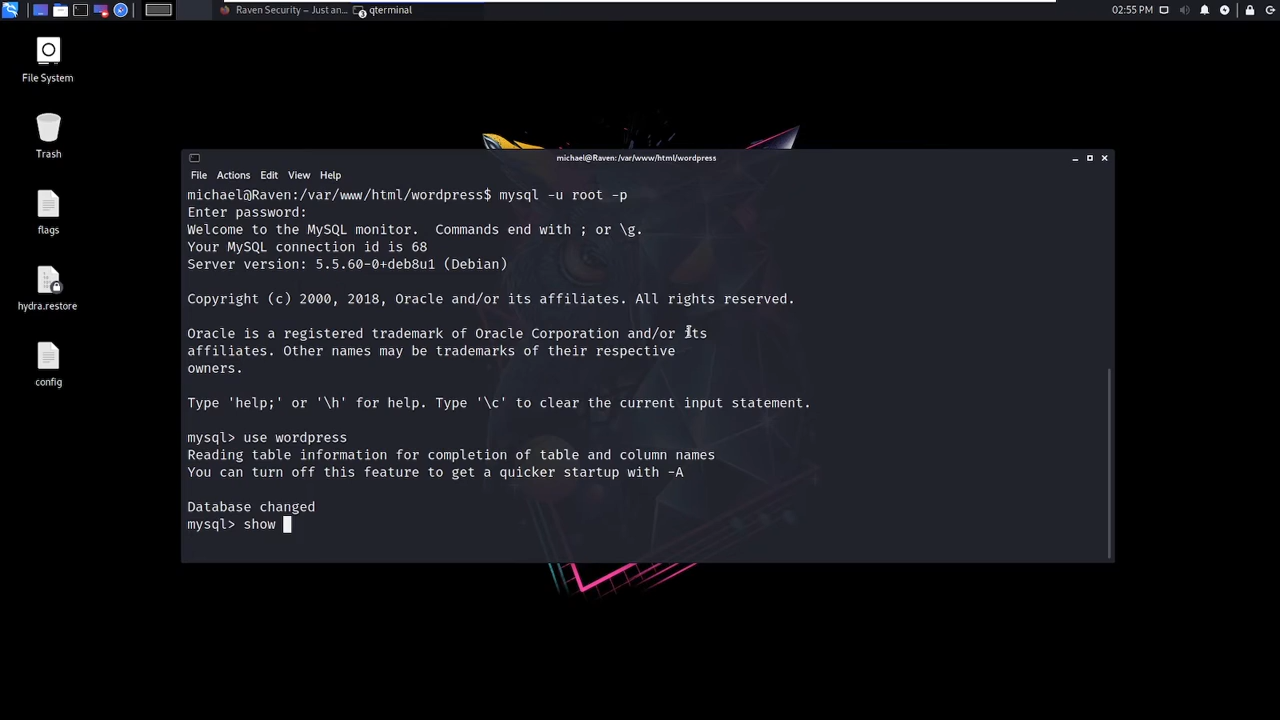 Raven Security – Just an...
qterminal
3
02:55 PM
File System
Trash
flags
hydra.restore
config
michael@Raven:/var/www/html/wordpress
File Actions Edit View Help
michael@Raven:/var/www/html/wordpress$ mysql -u root -p
Enter password:
Welcome to the MySQL monitor.  Commands end with ; or \g.
Your MySQL connection id is 68
Server version: 5.5.60-0+deb8u1 (Debian)
Copyright (c) 2000, 2018, Oracle and/or its affiliates. All rights reserved.
Oracle is a registered trademark of Oracle Corporation and/or its
affiliates. Other names may be trademarks of their respective
owners.
Type 'help;' or '\h' for help. Type '\c' to clear the current input statement.
mysql> use wordpress
Reading table information for completion of table and column names
You can turn off this feature to get a quicker startup with -A
Database changed
mysql> show